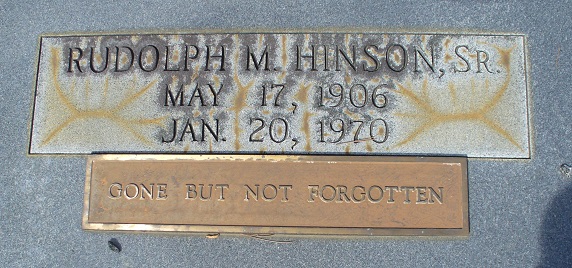 RUDOLPH M. HINSON, SR.
MAY 17, 1906
JAN. 20, 1970
GONE BUT NOT FORGOTTEN